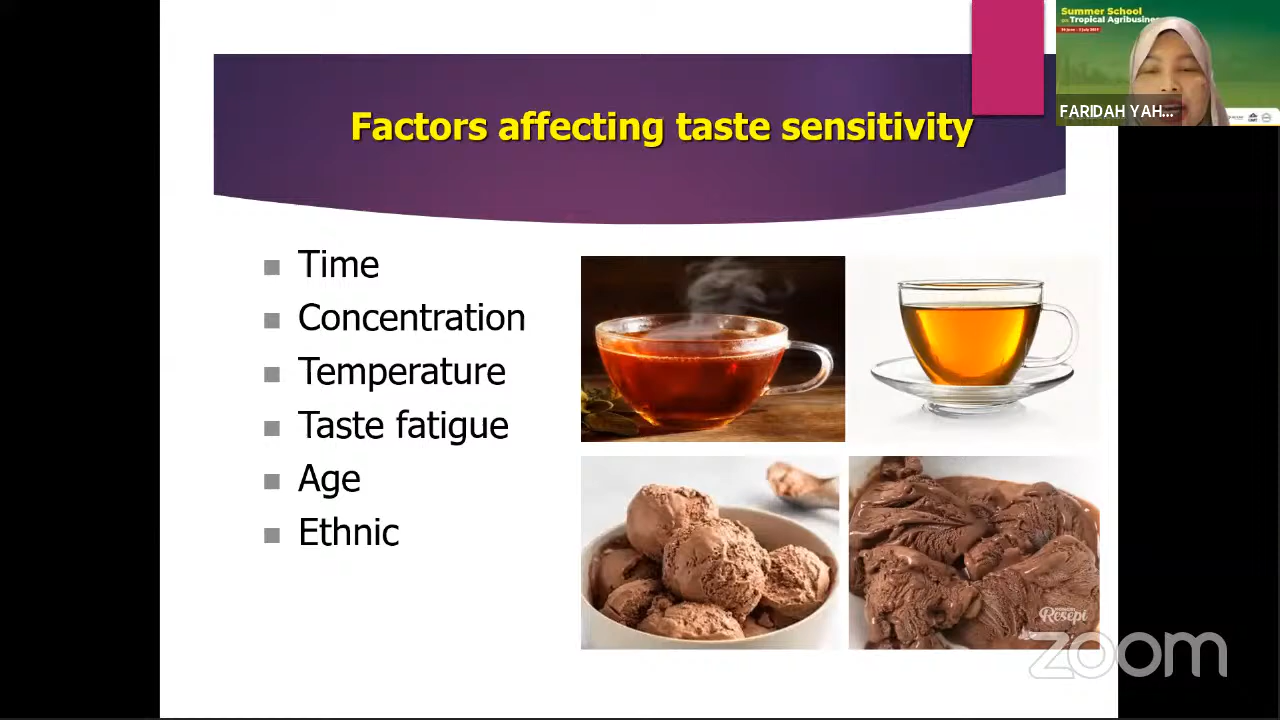 Summer School
on Tropical Agribusiness
FARIDAH YAH...
Factors affecting taste sensitivity
Time
Concentration
Temperature
Taste fatigue
Age
Ethnic
Resepi
zoom